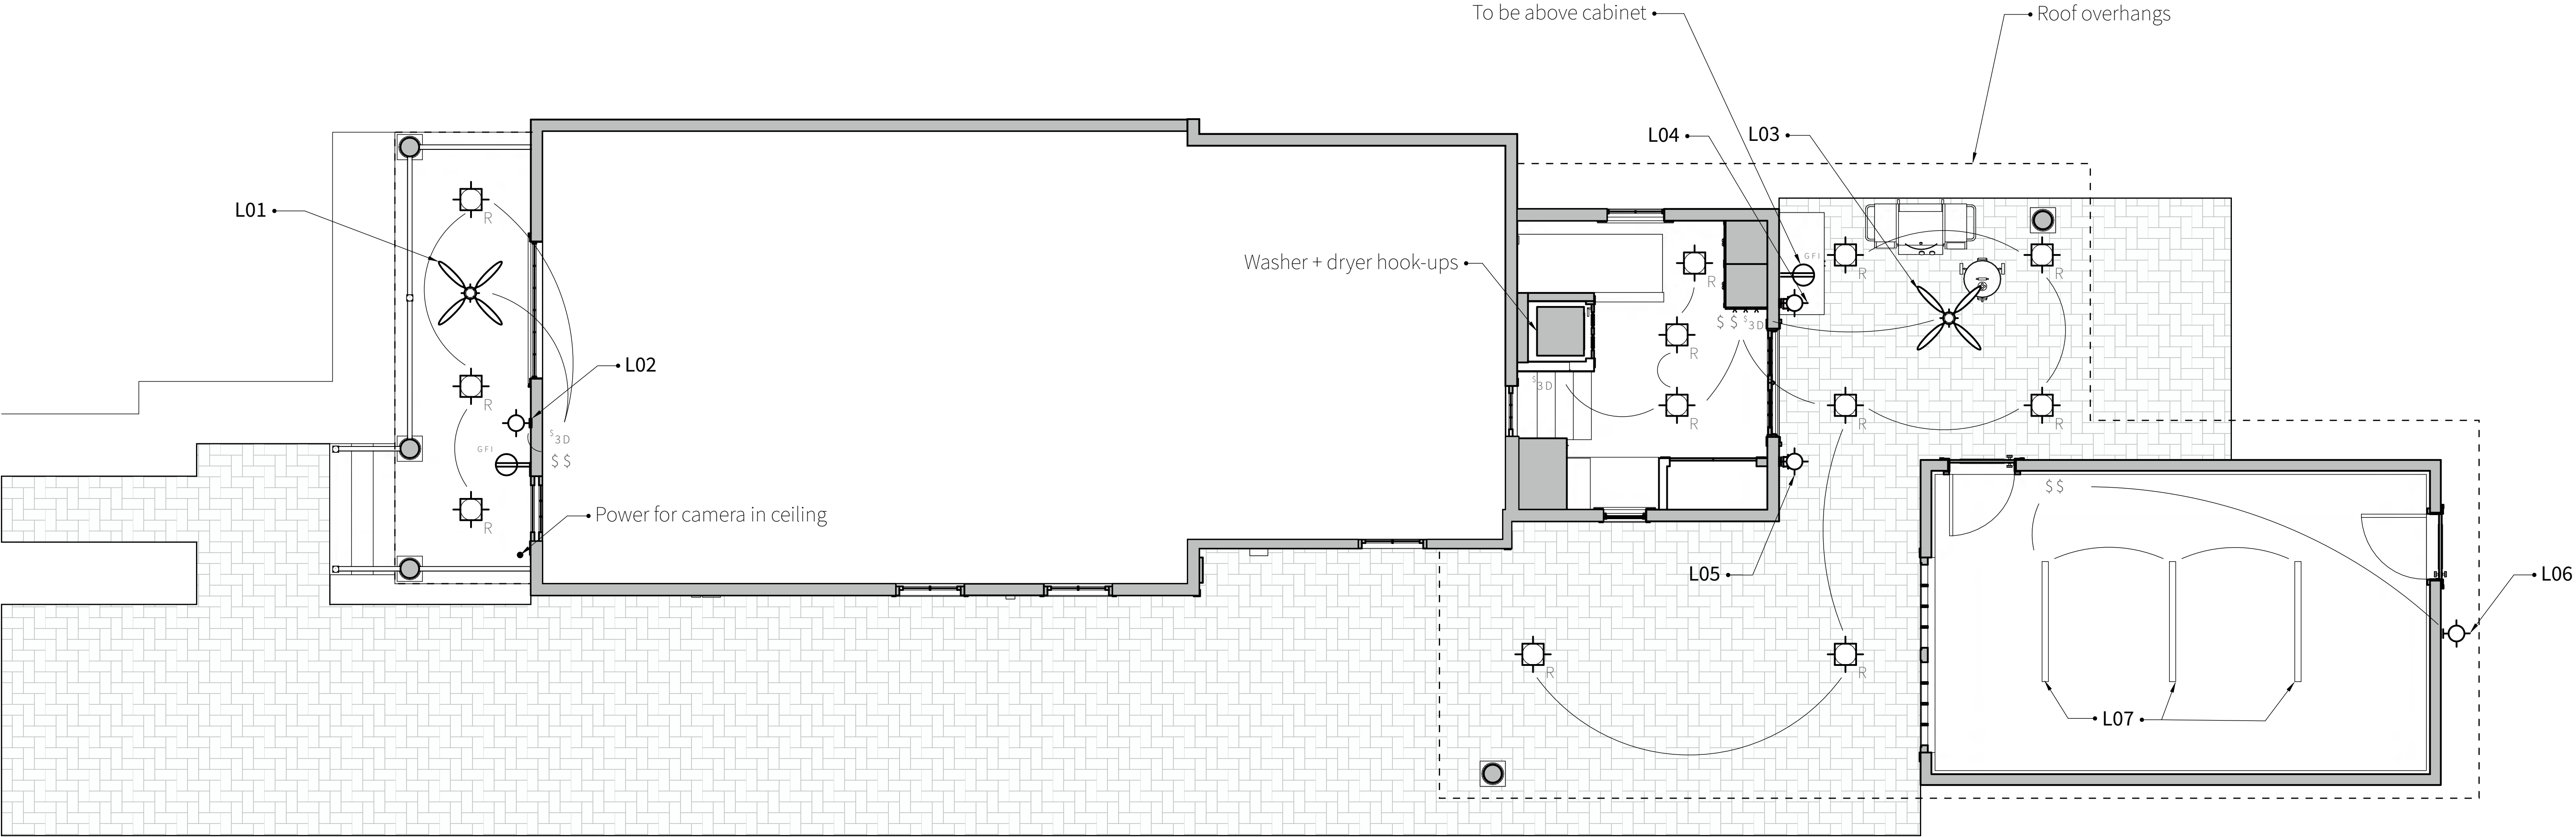 To be above cabinet
Roof overhangs
L04
L03
L01
R
Washer + dryer hook-ups
R
GFI
R
R
$ $ $3D
R
L02
$3D
R
R
R
R
$3D
GFI
$ $
$ $
R
Power for camera in ceiling
L05
L06
R
R
L07